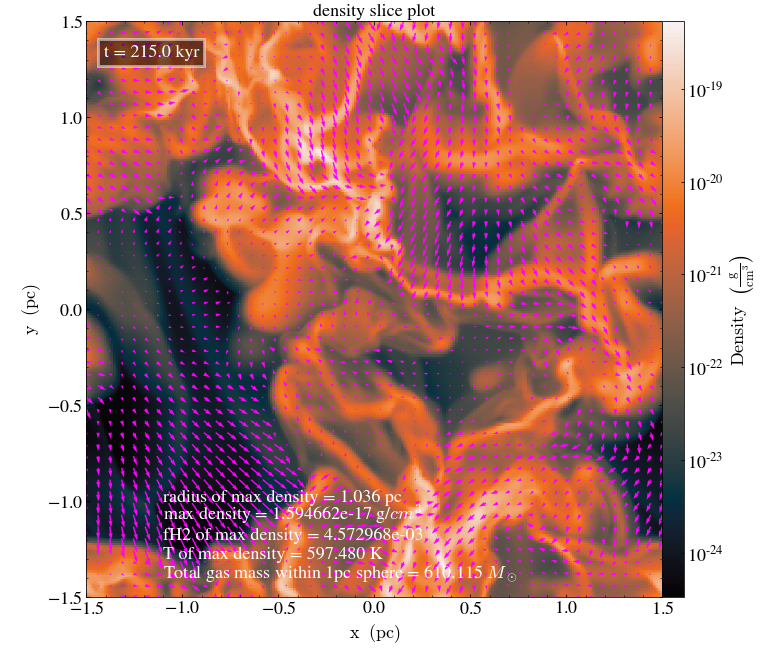 density slice plot
t = 215.0 kyr
1.5
1.0
0.5
0.0
−0.5
−1.0
−1.5
y (pc)
radius of max density = 1.036 pc
max density = 1.594662e-17 g/cm³
fH2 of max density = 4.572968e-03
T of max density = 597.480 K
Total gas mass within 1pc sphere = 610.115 M⊙
−1.5 −1.0 −0.5 0.0 0.5 1.0 1.5
x (pc)
10⁻¹⁹
10⁻²⁰
10⁻²¹
10⁻²²
10⁻²³
10⁻²⁴
Density (g/cm³)